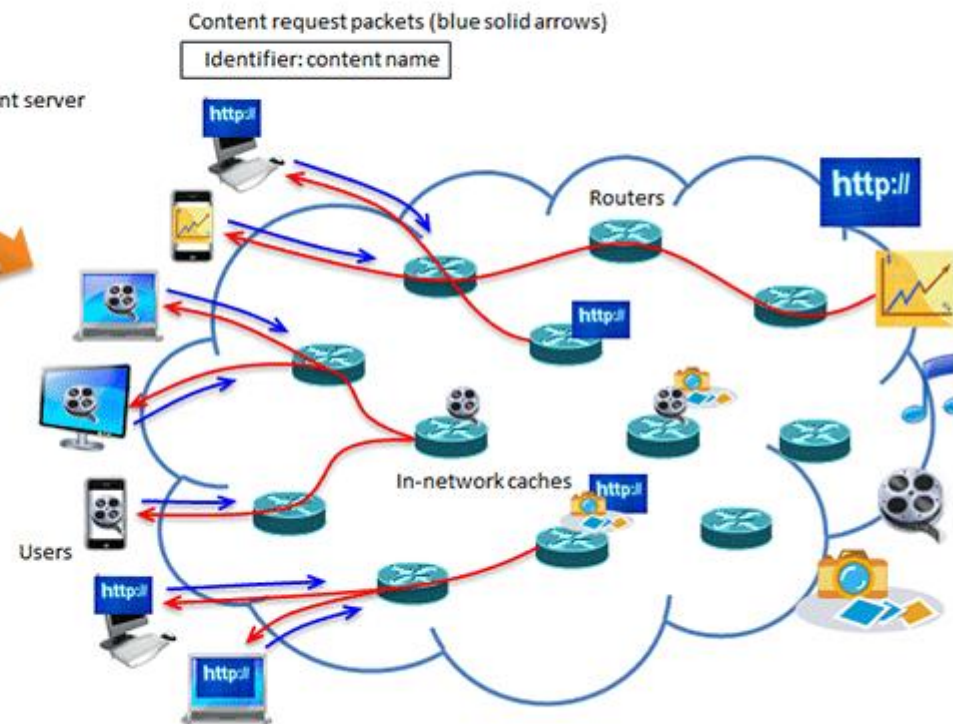 Content request packets (blue solid arrows)
Identifier: content name
nt server
http://
Routers
http://
http://
In-network caches
http://
Users
http://
http://